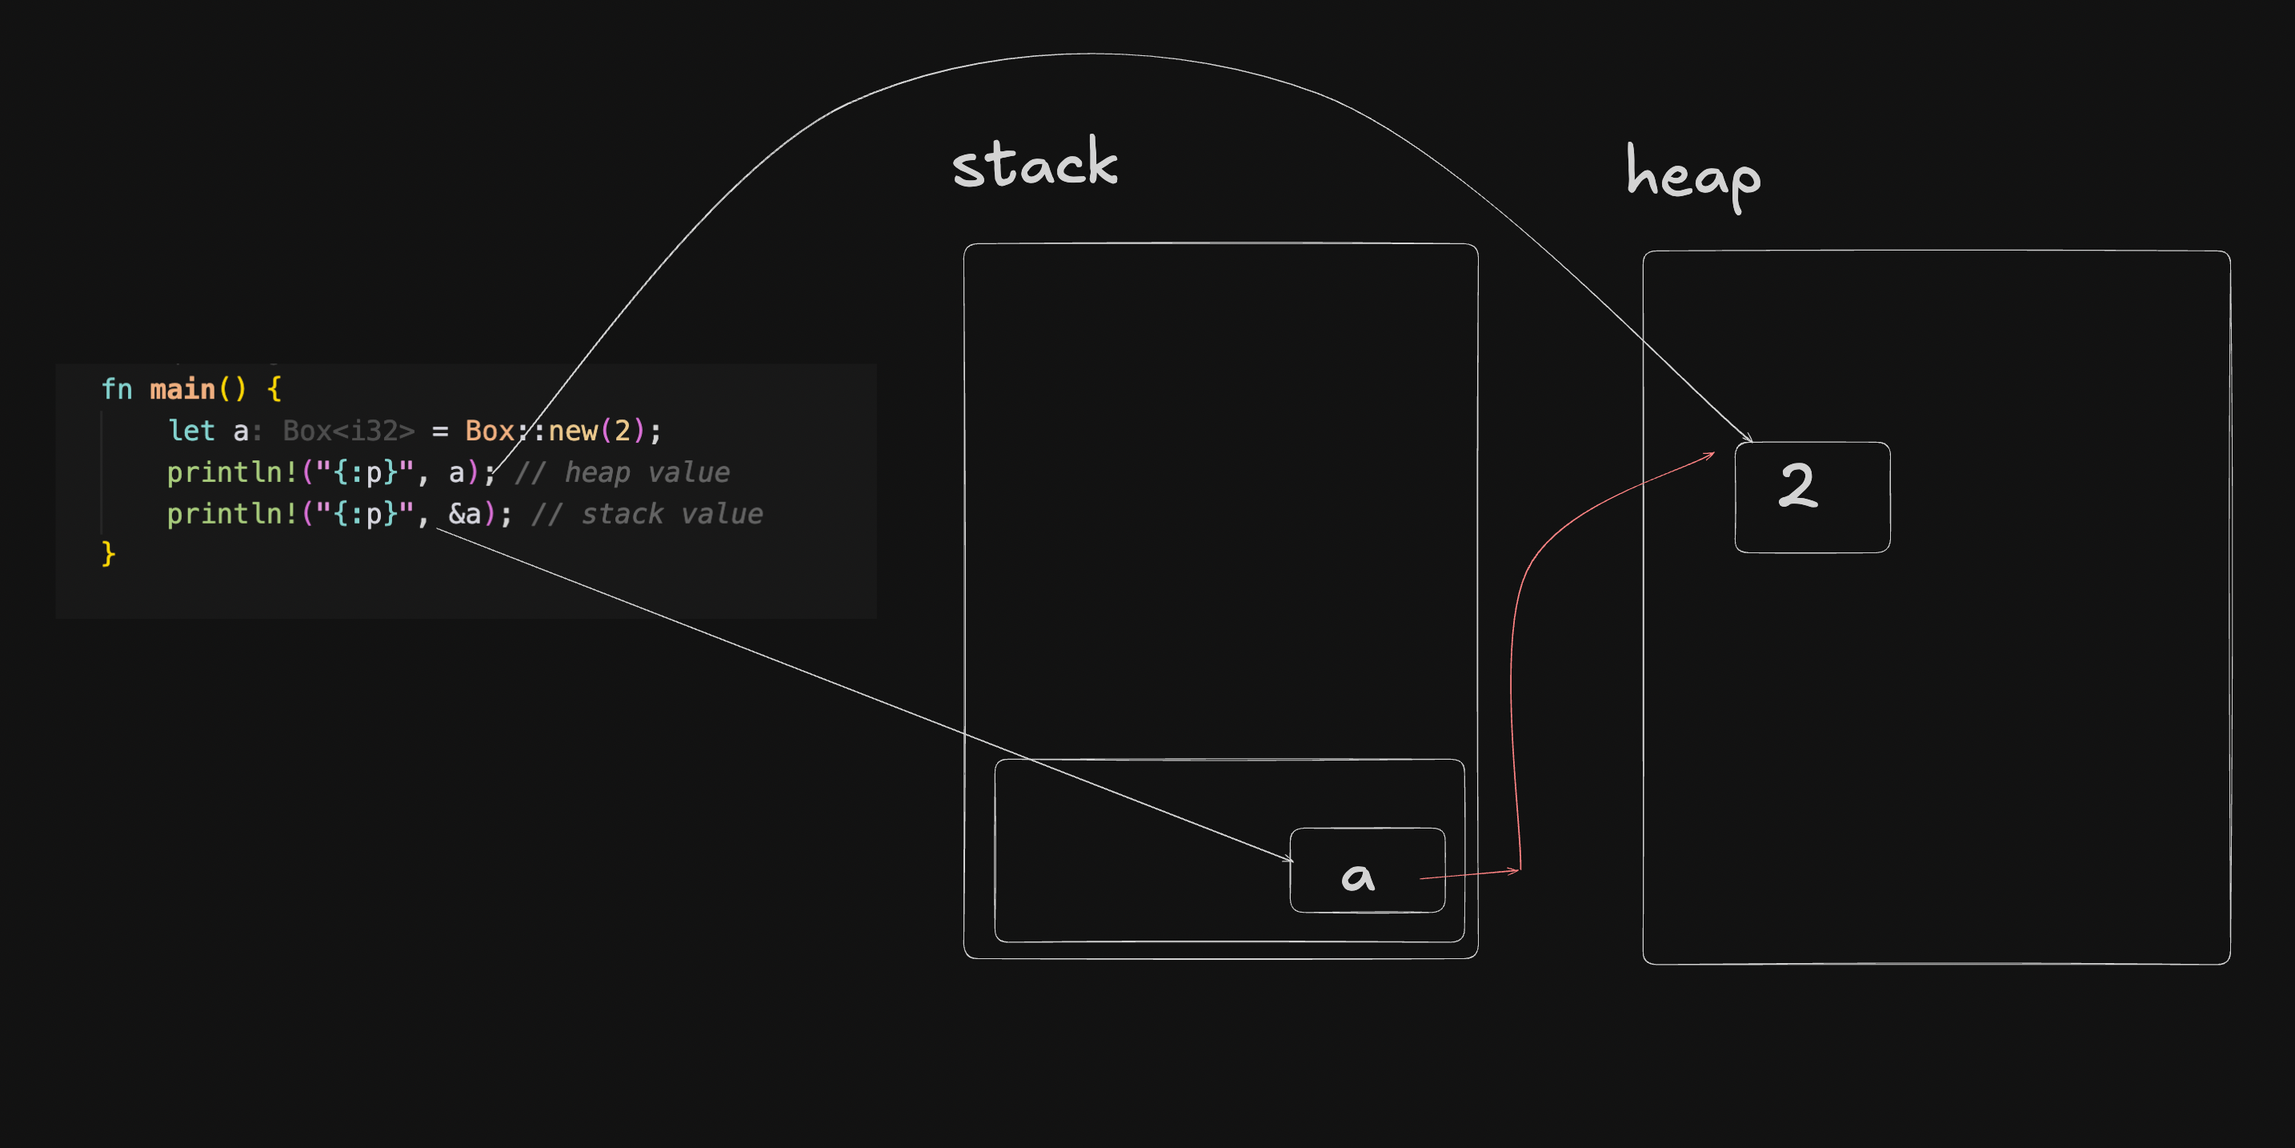 stack
heap
fn main() {
let a: Box<i32> = Box::new(2);
println!("{:p}", a); // heap value
println!("{:p}", &a); // stack value
}
2
a